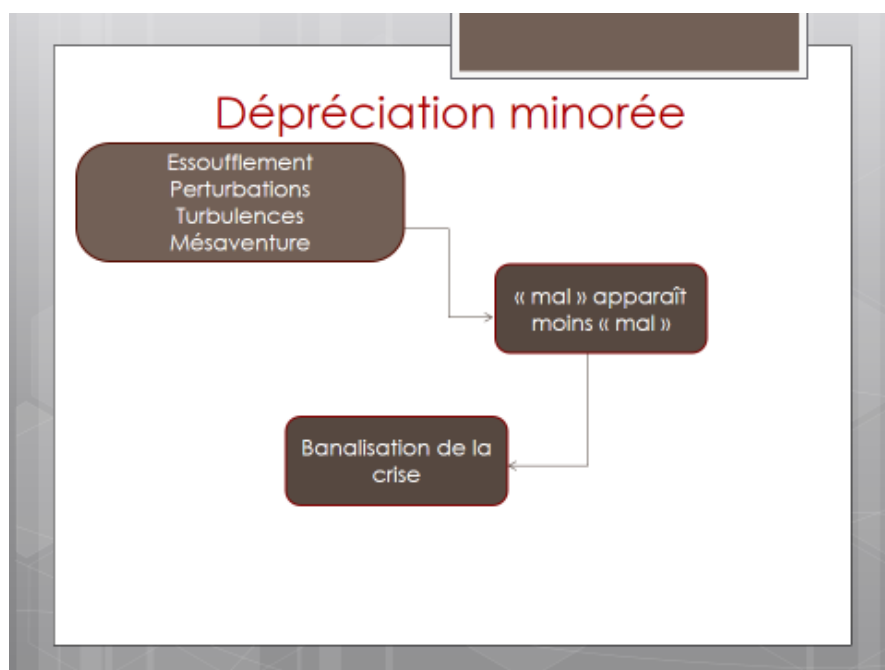 Dépréciation minorée
Essoufflement
Perturbations
Turbulences
Mésaventure
« mal » apparaît
moins « mal »
Banalisation de la
crise